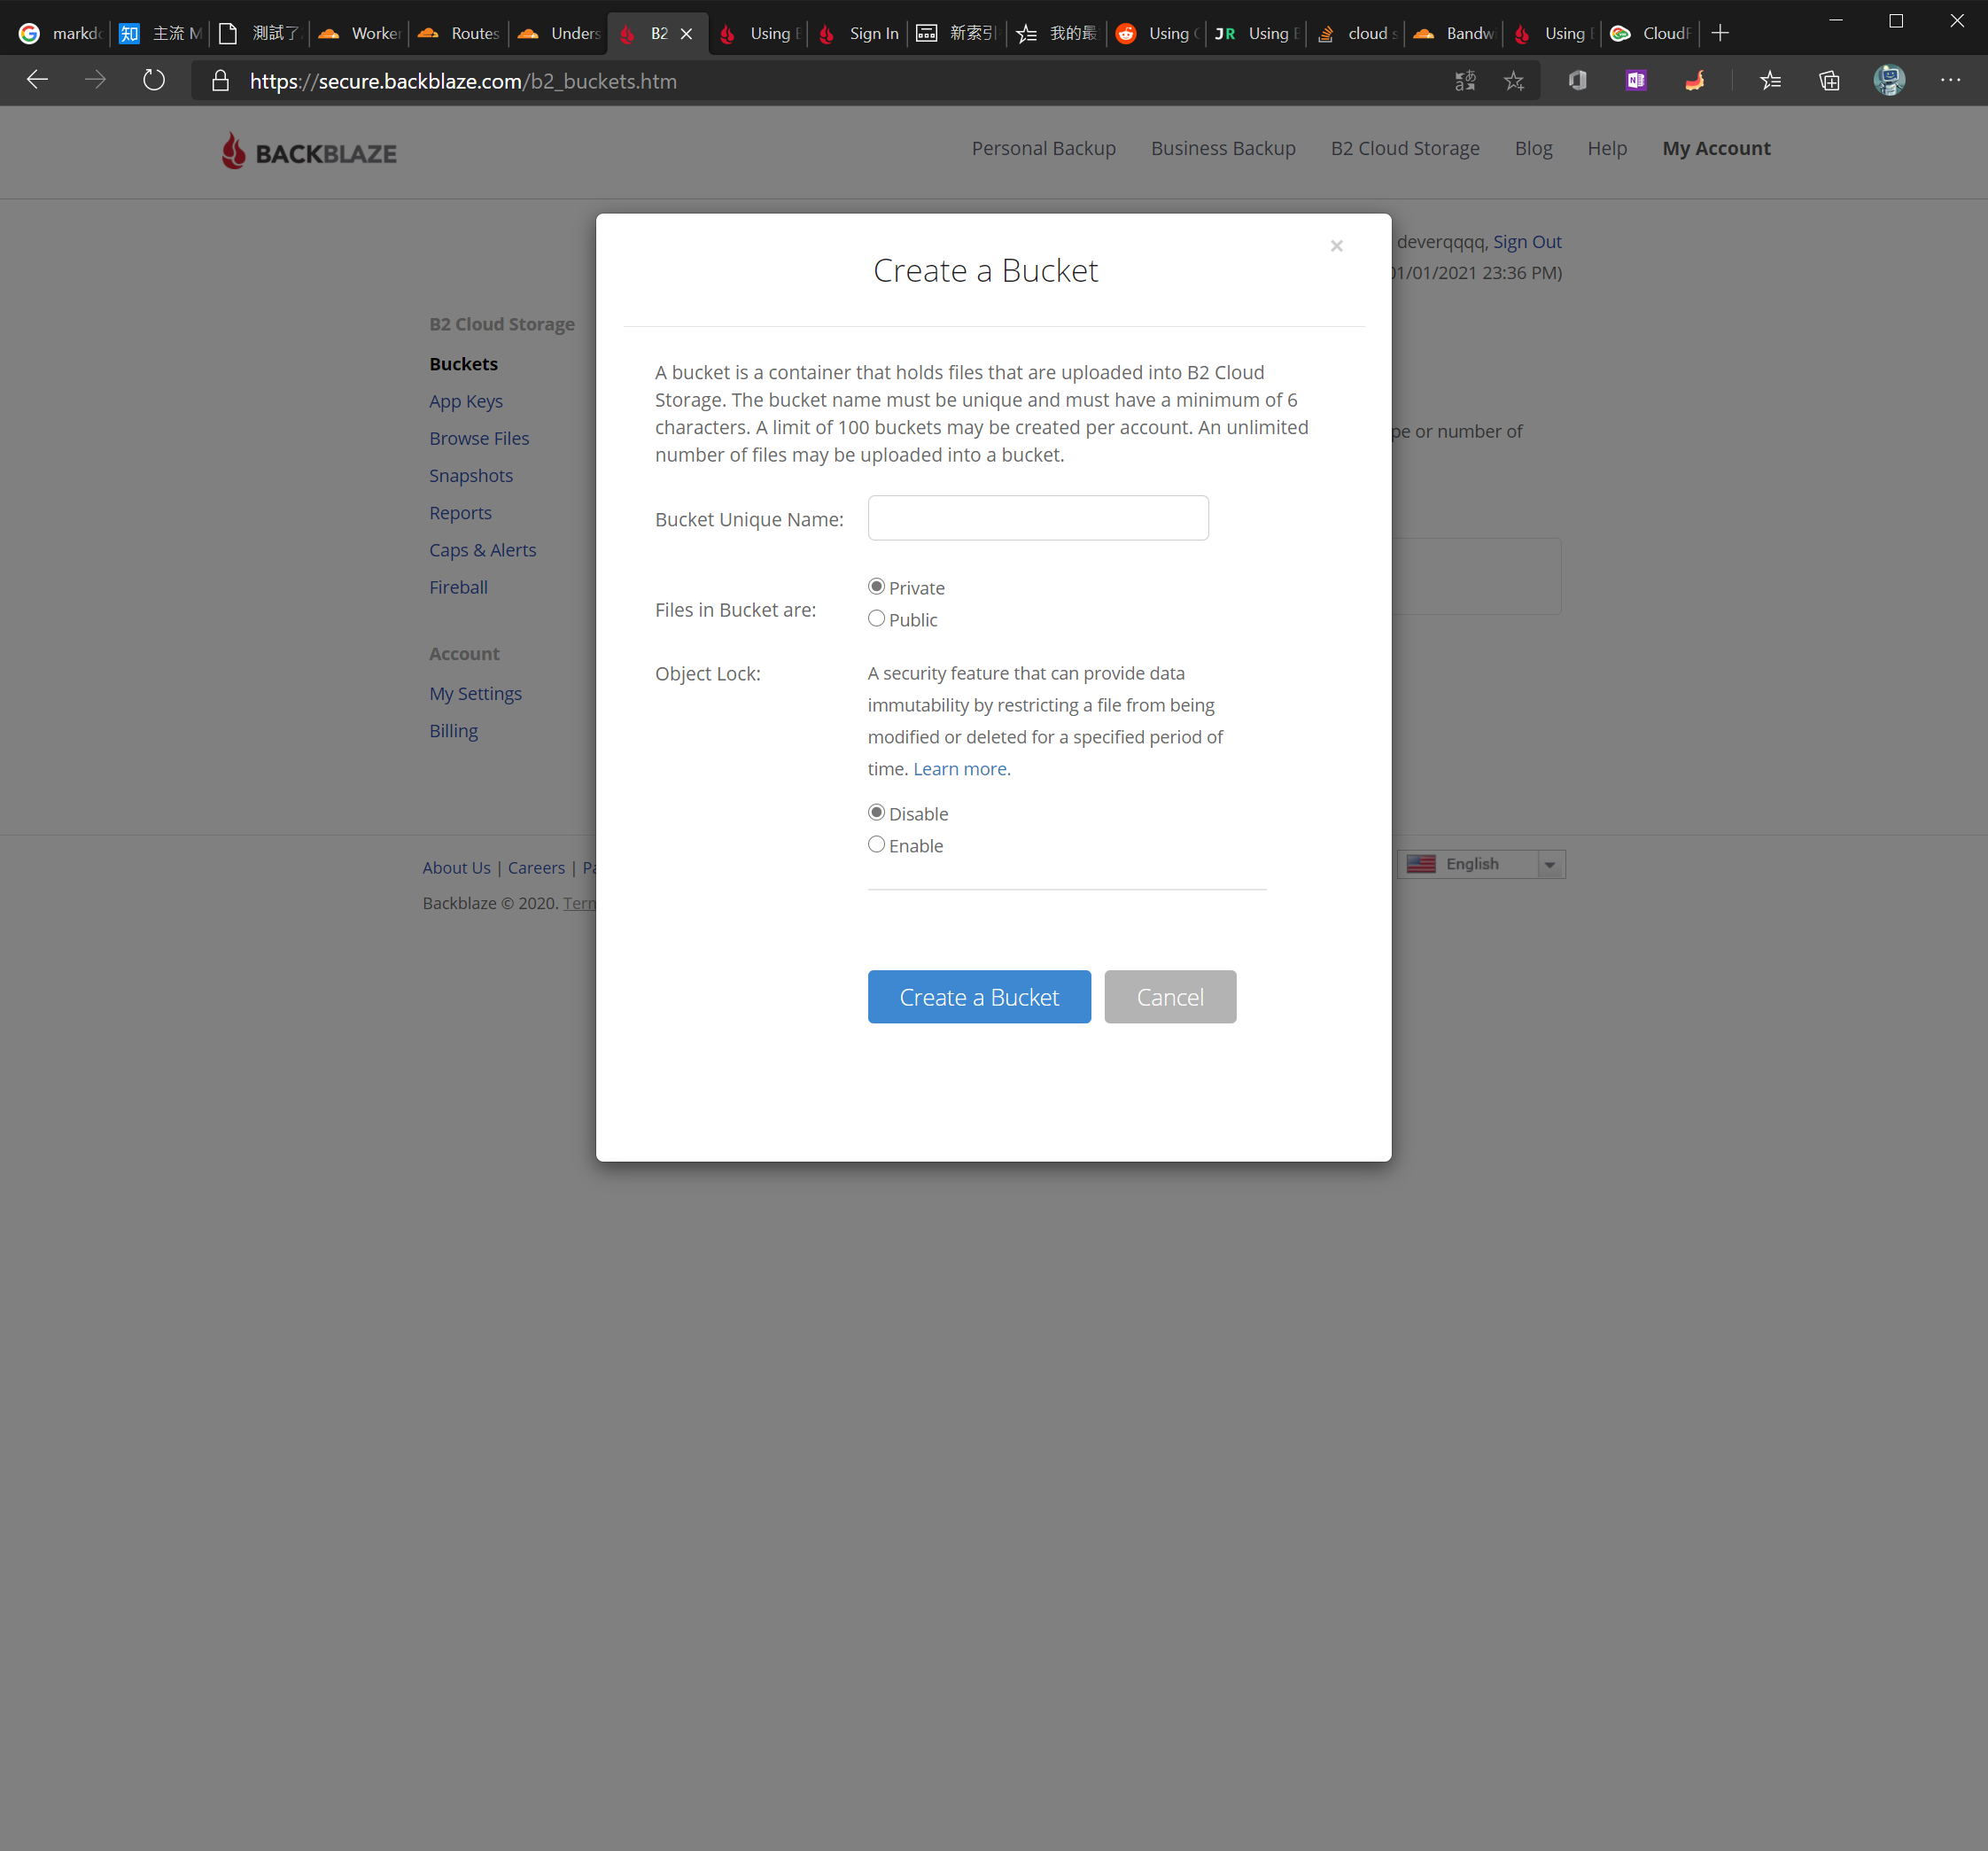 主流 M
測試了
Worker
Routes
Unders
B2
Using
Sign In
新索引
我的最
Using
JR
Using
cloud s
Bandw
Using
CloudF
https://secure.backblaze.com/b2_buckets.htm
BACKBLAZE
Personal Backup
Business Backup
B2 Cloud Storage
Blog
Help
My Account
deverqqqq, Sign Out
01/01/2021 23:36 PM)
Create a Bucket
B2 Cloud Storage
Buckets
App Keys
Browse Files
Snapshots
Reports
Caps & Alerts
Fireball
Account
My Settings
Billing
A bucket is a container that holds files that are uploaded into B2 Cloud
Storage. The bucket name must be unique and must have a minimum of 6
characters. A limit of 100 buckets may be created per account. An unlimited
number of files may be uploaded into a bucket.
pe or number of
Bucket Unique Name:
Files in Bucket are:
Private
Public
Object Lock:
A security feature that can provide data
immutability by restricting a file from being
modified or deleted for a specified period of
time. Learn more.
Disable
Enable
Create a Bucket
Cancel
About Us | Careers |
Backblaze © 2020.
English